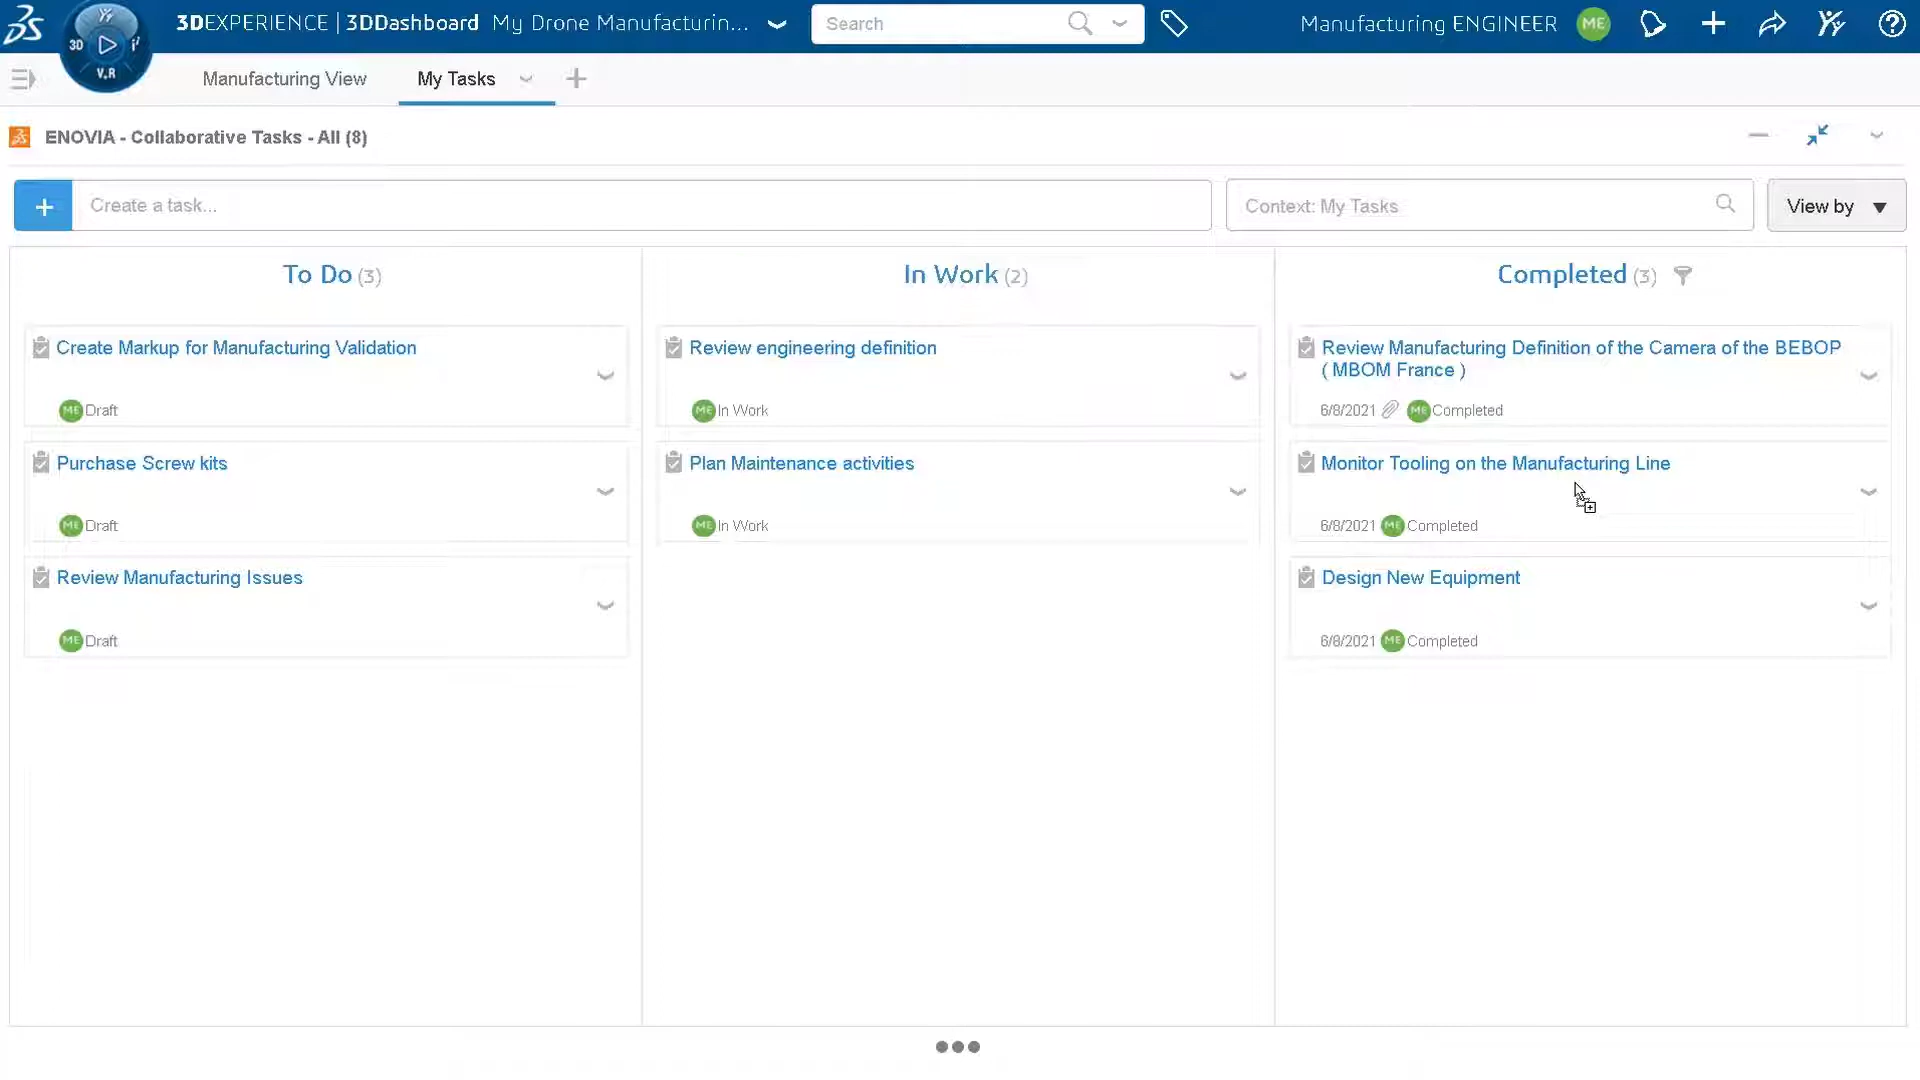 3DEXPERIENCE | 3DDashboard My Drone Manufacturin...
Search
Manufacturing ENGINEER
ME
3D
V,R
Manufacturing View
My Tasks
ENOVIA - Collaborative Tasks - All (8)
Create a task...
Context: My Tasks
View by
To Do (3)
Create Markup for Manufacturing Validation
ME Draft
Purchase Screw kits
ME Draft
Review Manufacturing Issues
ME Draft
In Work (2)
Review engineering definition
ME In Work
Plan Maintenance activities
ME In Work
Completed (3)
Review Manufacturing Definition of the Camera of the BEBOP
( MBOM France )
6/8/2021 ME Completed
Monitor Tooling on the Manufacturing Line
6/8/2021 ME Completed
Design New Equipment
6/8/2021 ME Completed